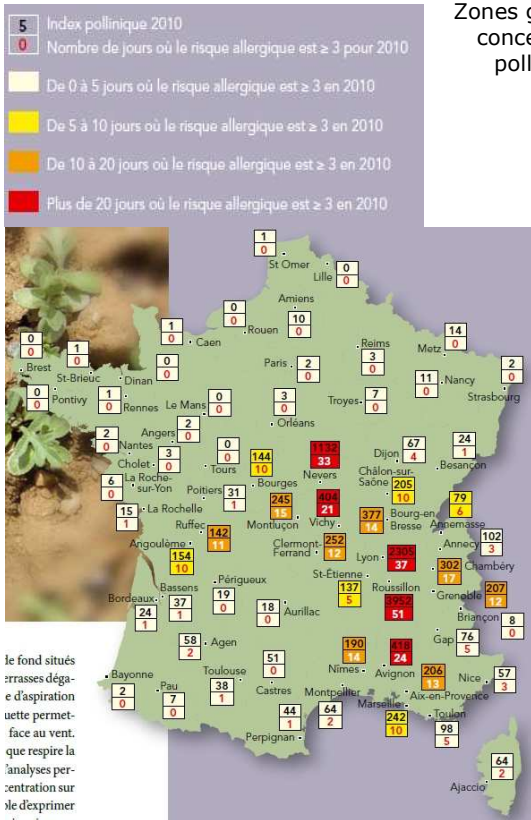 5 Index pollinique 2010
0 Nombre de jours où le risque allergique est ≥ 3 pour 2010
De 0 à 5 jours où le risque allergique est ≥ 3 en 2010
De 5 à 10 jours où le risque allergique est ≥ 3 en 2010
De 10 à 20 jours où le risque allergique est ≥ 3 en 2010
Plus de 20 jours où le risque allergique est ≥ 3 en 2010
Zones g
conce
poll
1
0
St Omer
0
0
Lille
Amiens
10
0
0
0
Rouen
1
0
Caen
Reims
3
0
Metz
14
0
0
0
Brest
1
0
St-Brieuc
0
0
Dinan
Paris
2
0
11
0
Nancy
2
0
Strasbourg
0
0
Pontivy
1
0
Rennes
Le Mans
0
0
3
0
Orléans
Troyes
7
0
2
0
Nantes
Angers
2
0
Cholet
3
0
0
0
Tours
144
10
Bourges
1132
33
Nevers
Dijon
67
4
24
1
Besançon
6
0
La Roche-
sur-Yon
Poitiers
31
1
245
15
Montluçon
404
21
Vichy
Châlon-sur-
Saône
205
10
15
1
La Rochelle
Ruffec
142
11
377
14
Bourg-en
Bresse
79
6
Annemasse
Angoulême
154
10
Clermont-
Ferrand
252
12
Lyon
2305
37
Annecy
102
3
Chambéry
302
17
Bordeaux
24
1
Bassens
37
1
Périgueux
19
0
18
0
Aurillac
St-Étienne
137
5
Roussillon
3952
51
Grenoble
207
12
Briançon
8
0
58
2
Agen
190
14
Nîmes
418
24
Avignon
Gap
76
5
Bayonne
2
0
Pau
7
0
Toulouse
38
1
51
0
Castres
Montpellier
64
2
206
13
Aix-en-Provence
Nice
57
3
44
1
Perpignan
Marseille
242
10
Toulon
98
5
64
2
Ajaccio
de fond situés
errasses déga-
e d'aspiration
uette permet-
face au vent.
que respire la
'analyses per-
centration sur
ble d'exprimer